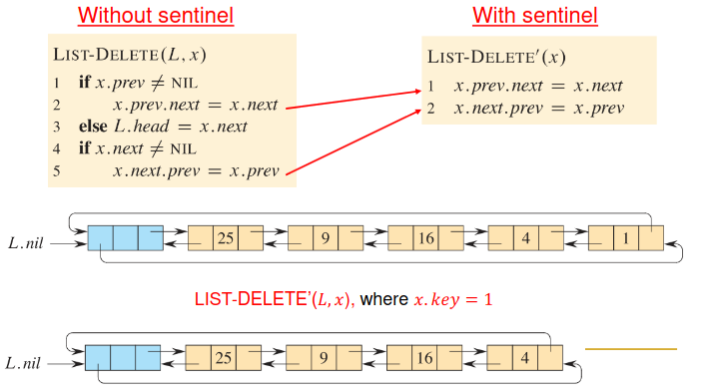 Without sentinel
With sentinel
LIST-DELETE(L, x)
1 if x.prev ≠ NIL
2 x.prev.next = x.next
3 else L.head = x.next
4 if x.next ≠ NIL
5 x.next.prev = x.prev
LIST-DELETE′(x)
1 x.prev.next = x.next
2 x.next.prev = x.prev
L.nil 25 9 16 4 1
LIST-DELETE'(L, x), where x.key = 1
L.nil 25 9 16 4